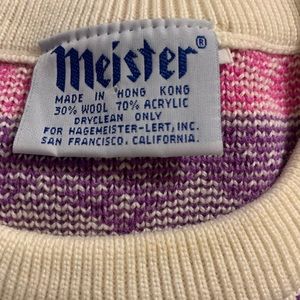 meister®
MADE IN HONG KONG
30% WOOL 70% ACRYLIC
DRYCLEAN ONLY
FOR HAGEMEISTER-LERT, INC.
SAN FRANCISCO, CALIFORNIA.